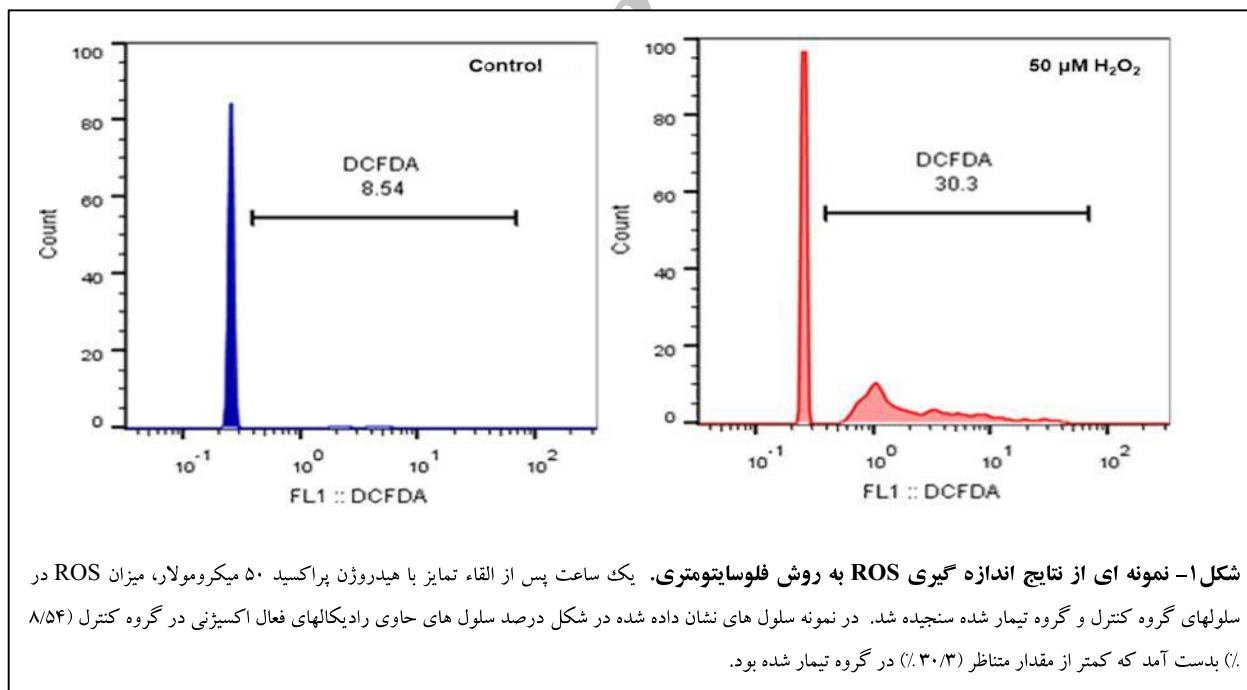 Control
DCFDA
8.54
Count
100
80
60
40
20
0
10⁻¹ 10⁰ 10¹ 10²
FL1 :: DCFDA
50 µM H₂O₂
DCFDA
30.3
Count
100
80
60
40
20
0
10⁻¹ 10⁰ 10¹ 10²
FL1 :: DCFDA
شکل۱- نمونه ای از نتایج اندازه گیری ROS به روش فلوسایتومتری. یک ساعت پس از القاء تمایز با هیدروژن پراکسید ۵۰ میکرومولار، میزان ROS در
سلولهای گروه کنترل و گروه تیمار شده سنجیده شد. در نمونه سلول های نشان داده شده در شکل درصد سلول های حاوی رادیکالهای فعال اکسیژنی در گروه کنترل (۸/۵۴
٪) بدست آمد که کمتر از مقدار متناظر (۳۰/۳٪) در گروه تیمار شده بود.